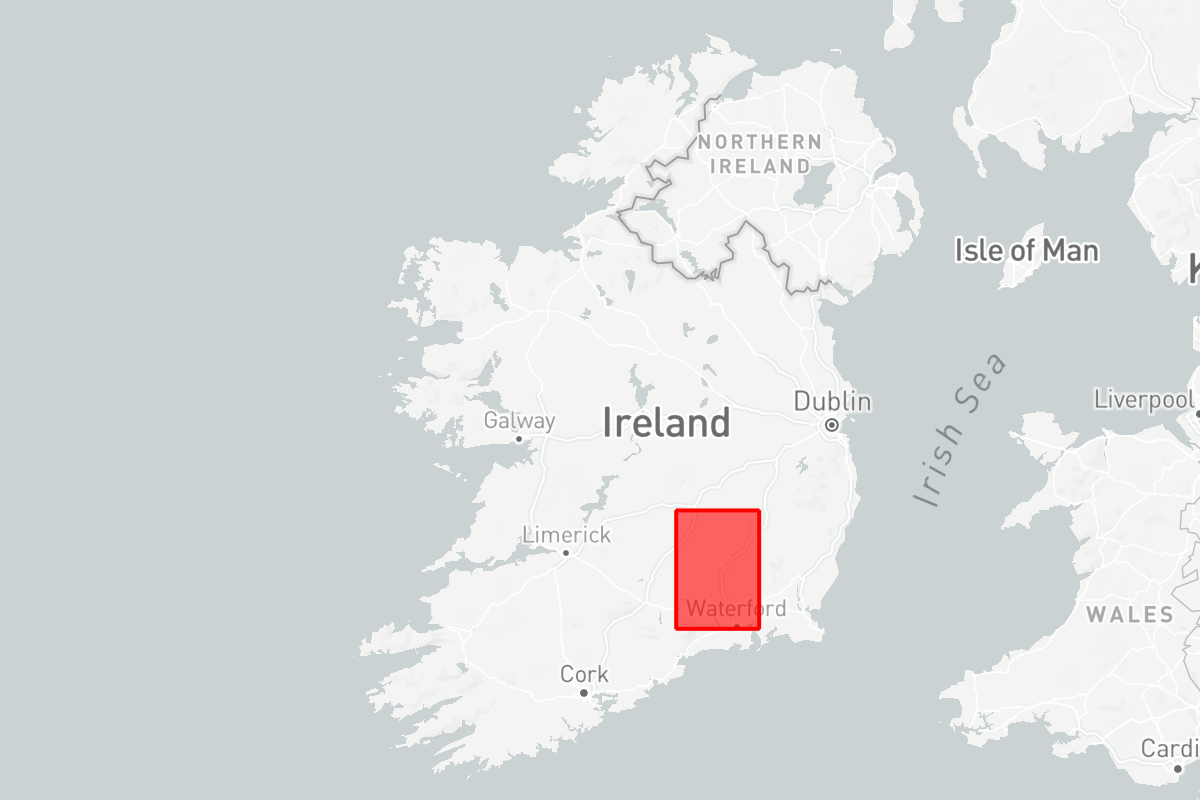 NORTHERN
IRELAND
Isle of Man
K
Irish Sea
Dublin
Liverpool
Galway
Ireland
Limerick
Waterford
WALES
Cork
Cardi